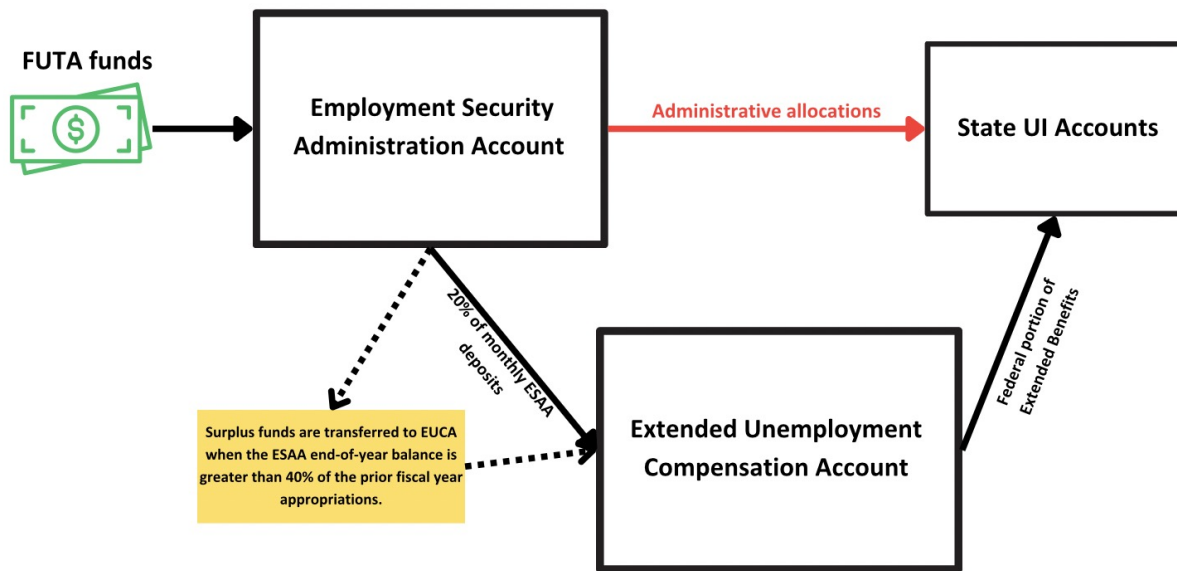 FUTA funds
$
Employment Security
Administration Account
Administrative allocations
State UI Accounts
20% of monthly ESAA
deposits
Federal portion of
Extended Benefits
Surplus funds are transferred to EUCA
when the ESAA end-of-year balance is
greater than 40% of the prior fiscal year
appropriations.
Extended Unemployment
Compensation Account